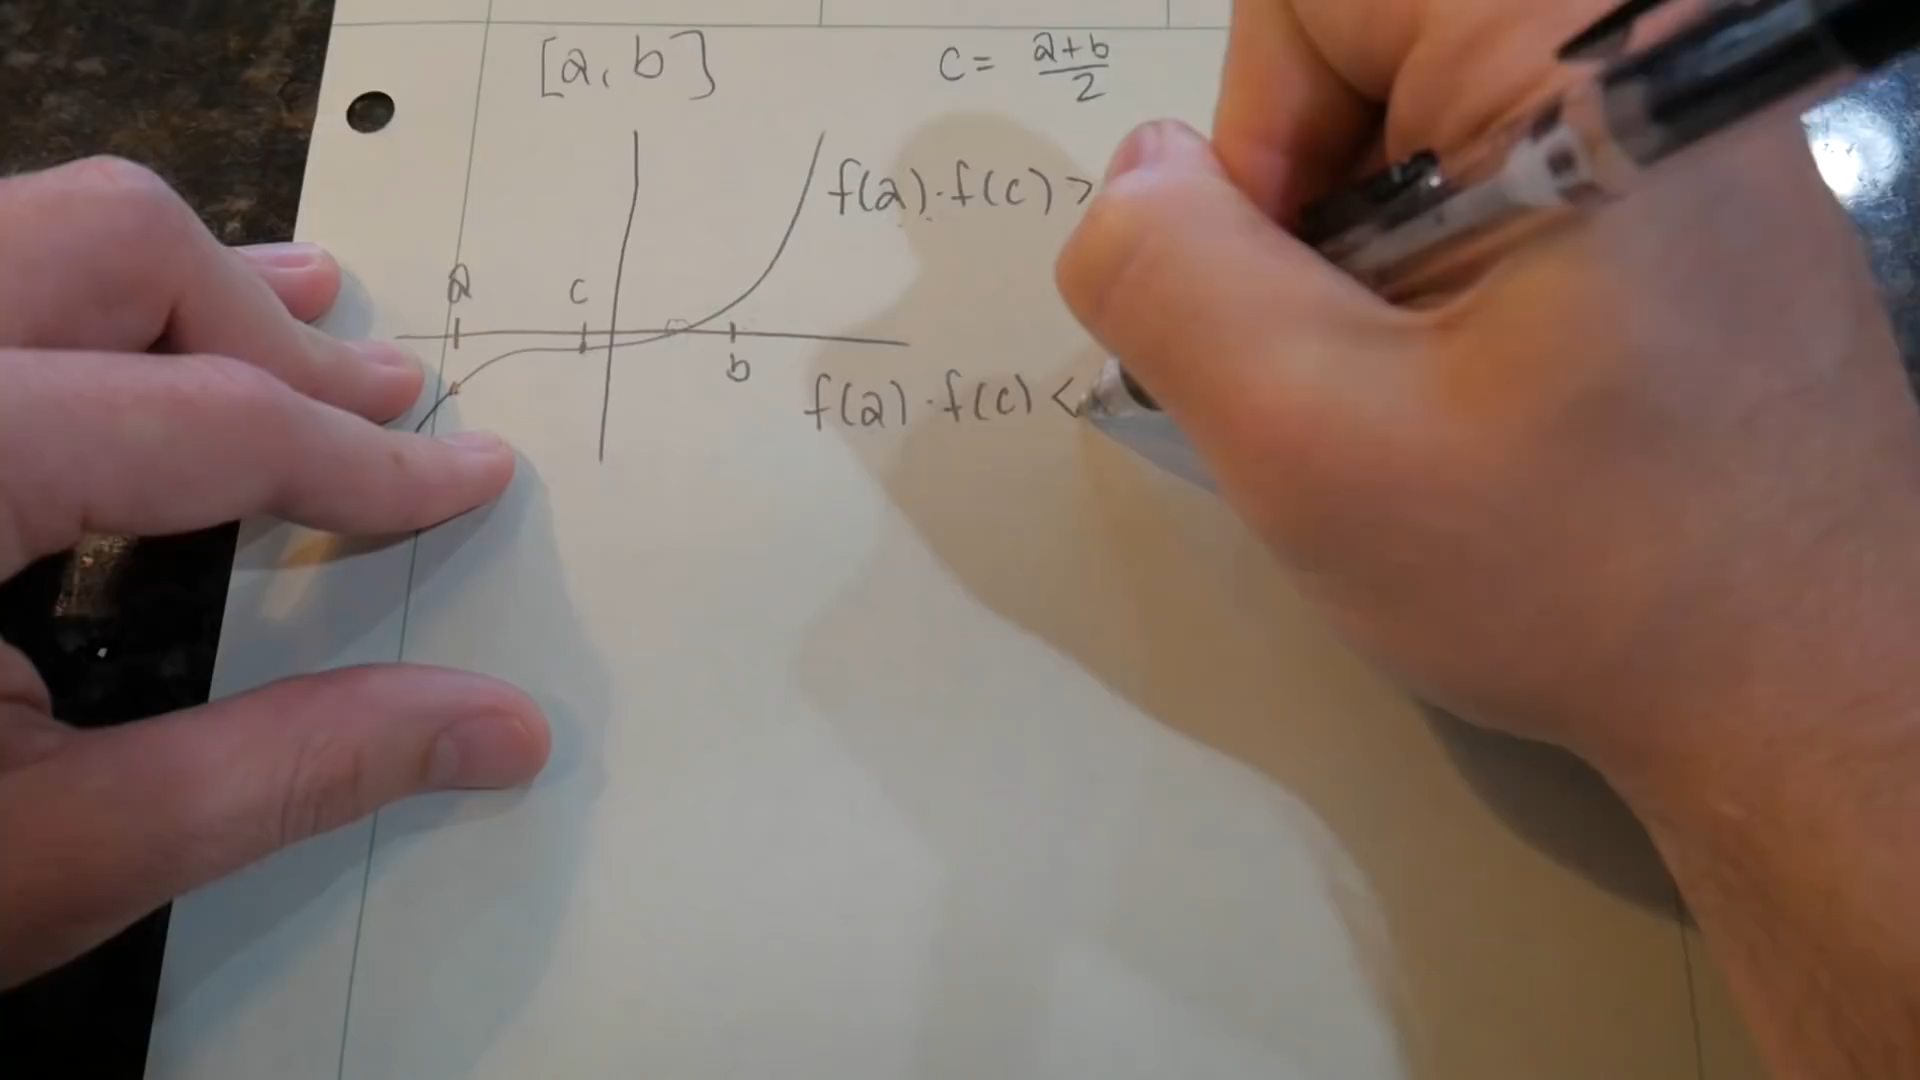 [a, b]
c = a+b/2
f(a)·f(c) >
a
c
b
f(a)·f(c) <